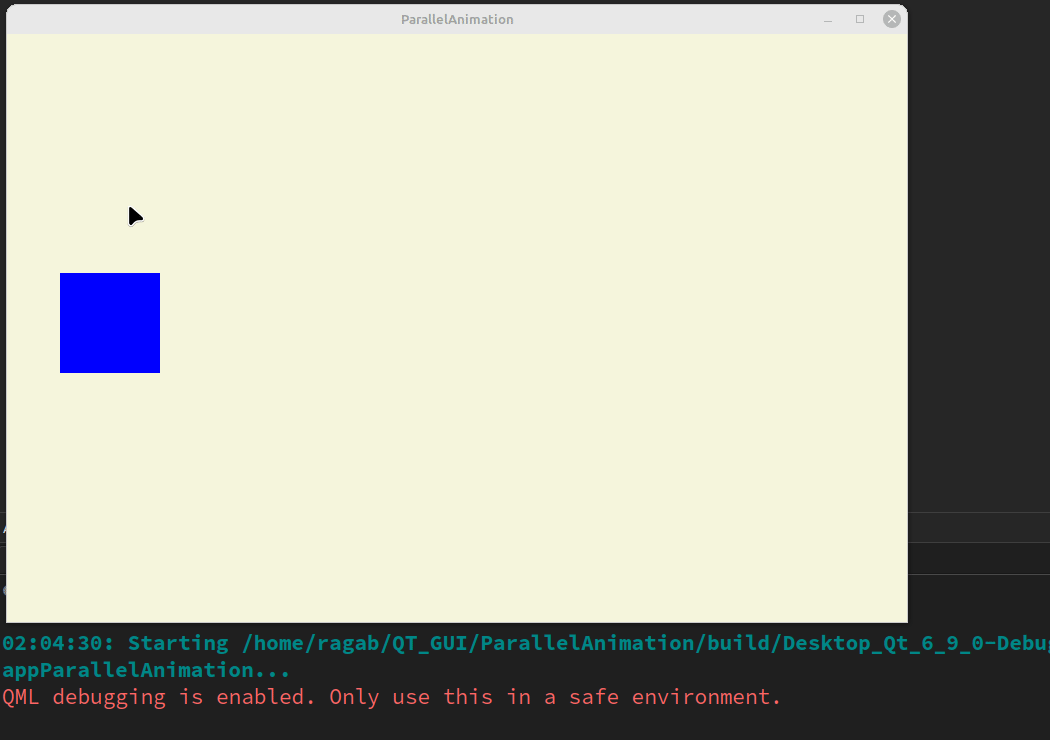 ParallelAnimation
02:04:30: Starting /home/ragab/QT_GUI/ParallelAnimation/build/Desktop_Qt_6_9_0-Debug
appParallelAnimation...
QML debugging is enabled. Only use this in a safe environment.